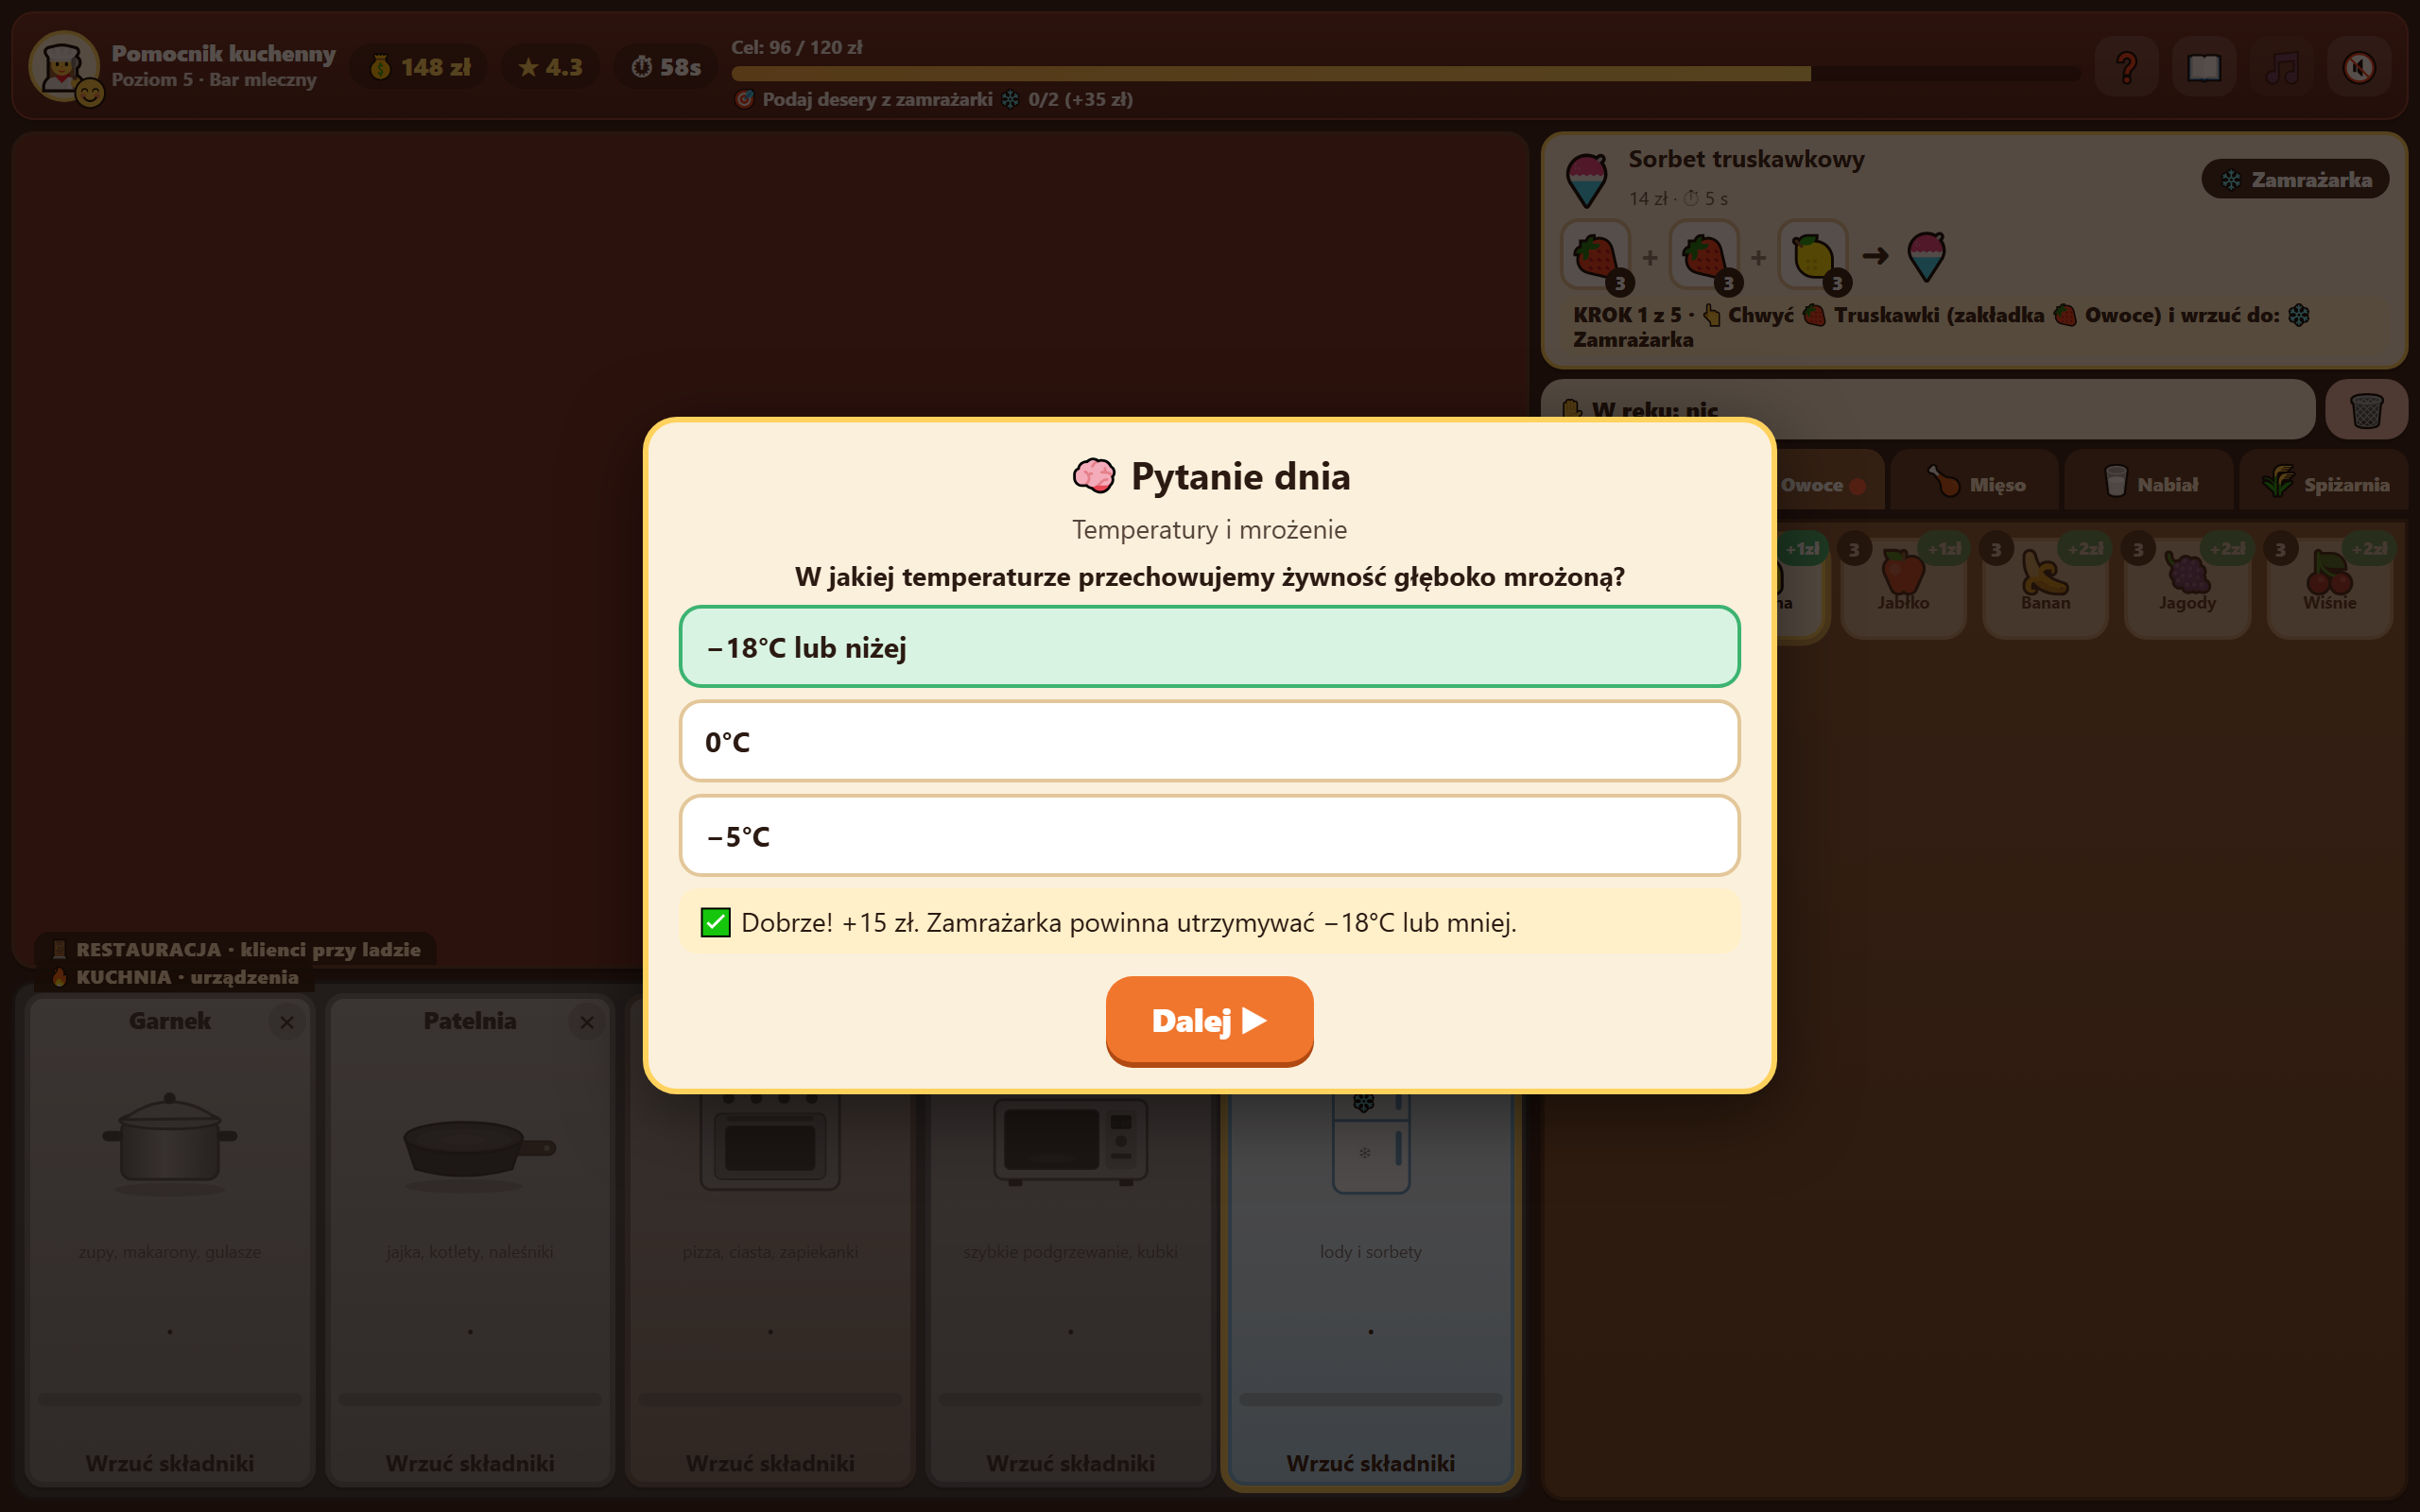 Pomocnik kuchenny
Poziom 5 · Bar mleczny
148 zł
★ 4.3
58s
Cel: 96 / 120 zł
Podaj desery z zamrażarki ❄ 0/2 (+35 zł)
Sorbet truskawkowy
14 zł · ⏱ 5 s
❄ Zamrażarka
3 + 3 + 3 ➜
KROK 1 z 5 · 👆 Chwyć 🍓 Truskawki (zakładka 🍓 Owoce) i wrzuć do: ❄
Zamrażarka
W ręku: nic
Owoce
Mięso
Nabiał
Spiżarnia
+1zł
3 +1zł
Jabłko
3 +2zł
Banan
3 +2zł
Jagody
3 +2zł
Wiśnie
🧠 Pytanie dnia
Temperatury i mrożenie
W jakiej temperaturze przechowujemy żywność głęboko mrożoną?
−18°C lub niżej
0°C
−5°C
✅ Dobrze! +15 zł. Zamrażarka powinna utrzymywać −18°C lub mniej.
Dalej ▶
RESTAURACJA · klienci przy ladzie
KUCHNIA · urządzenia
Garnek
✕
Patelnia
✕
zupy, makarony, gulasze
jajka, kotlety, naleśniki
pizza, ciasta, zapiekanki
szybkie podgrzewanie, kubki
lody i sorbety
Wrzuć składniki
Wrzuć składniki
Wrzuć składniki
Wrzuć składniki
Wrzuć składniki